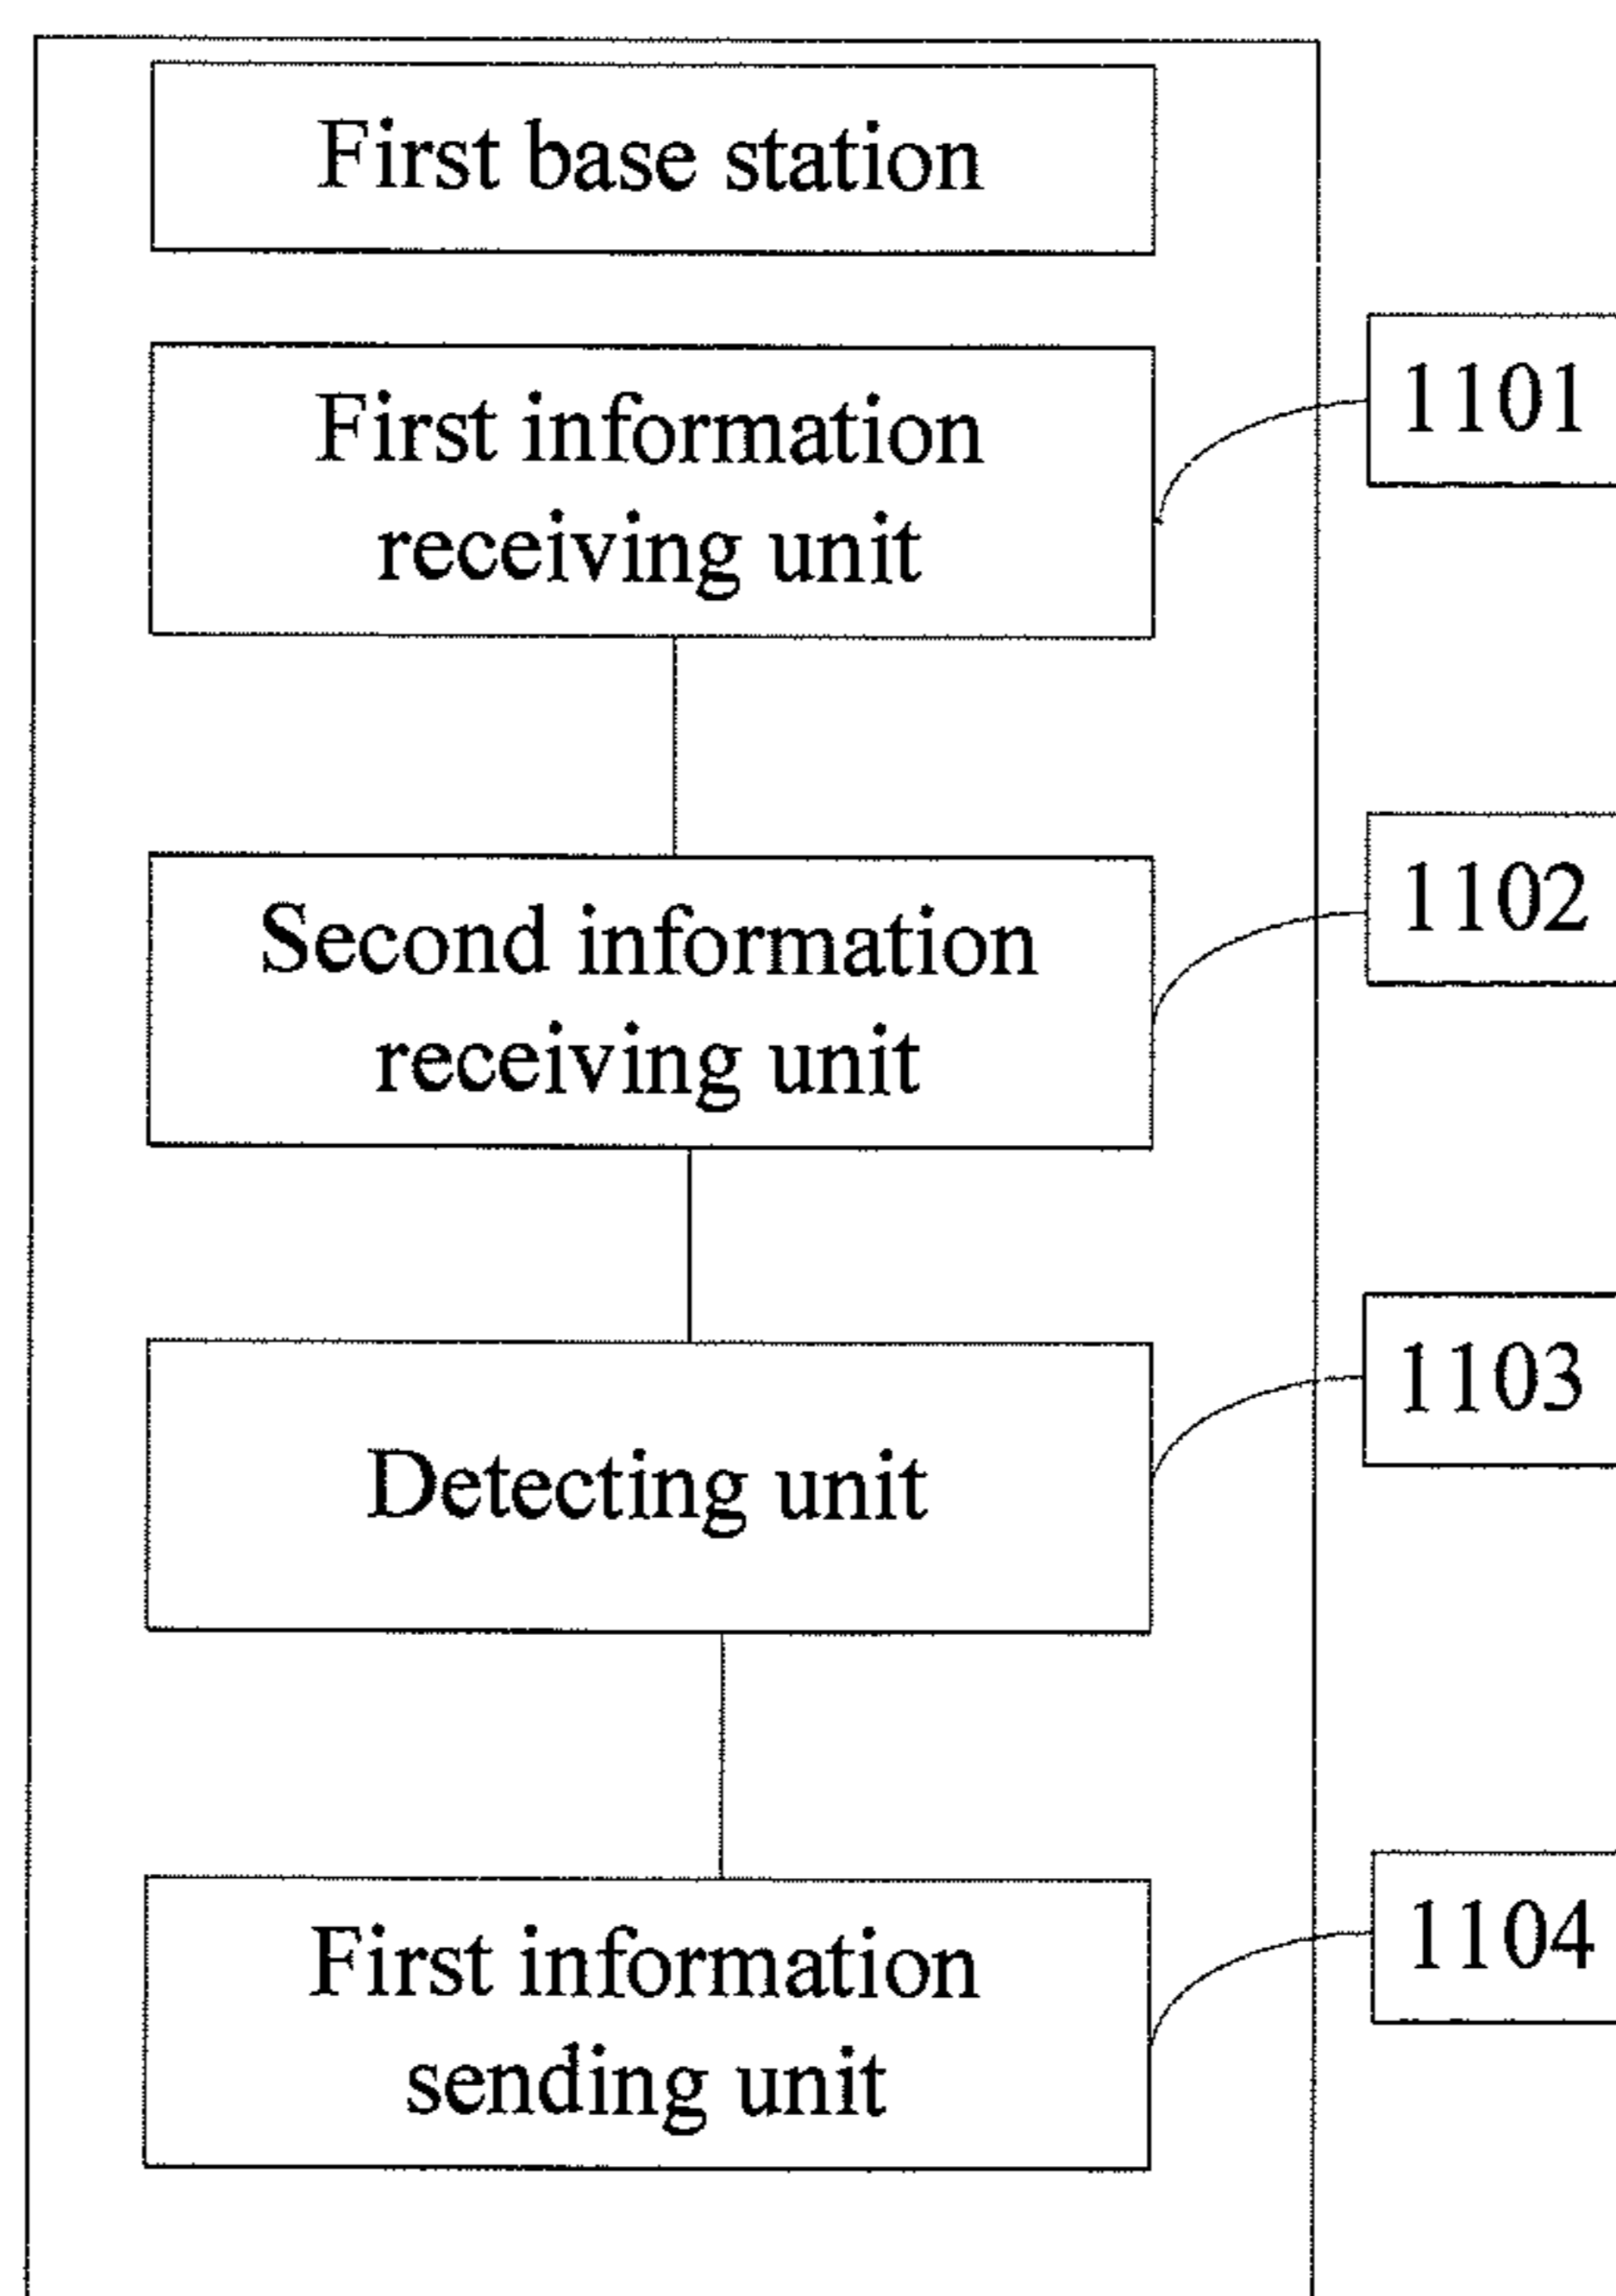 First base station
First information
receiving unit
1101
Second information
receiving unit
1102
Detecting unit
1103
First information
sending unit
1104